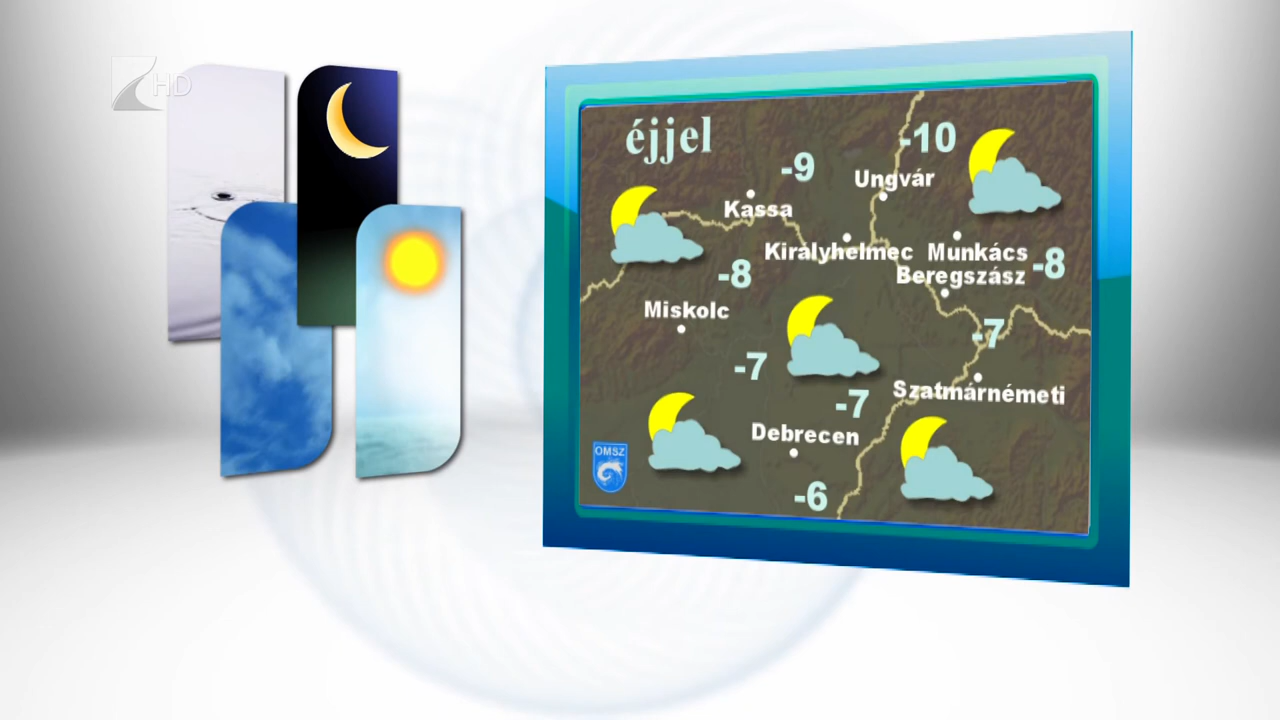 HD
éjjel
-10
-9
Ungvár
Kassa
Királyhelmec
Munkács
-8
Beregszász
-8
Miskolc
-7
-7
Szatmárnémeti
-7
Debrecen
OMSZ
-6